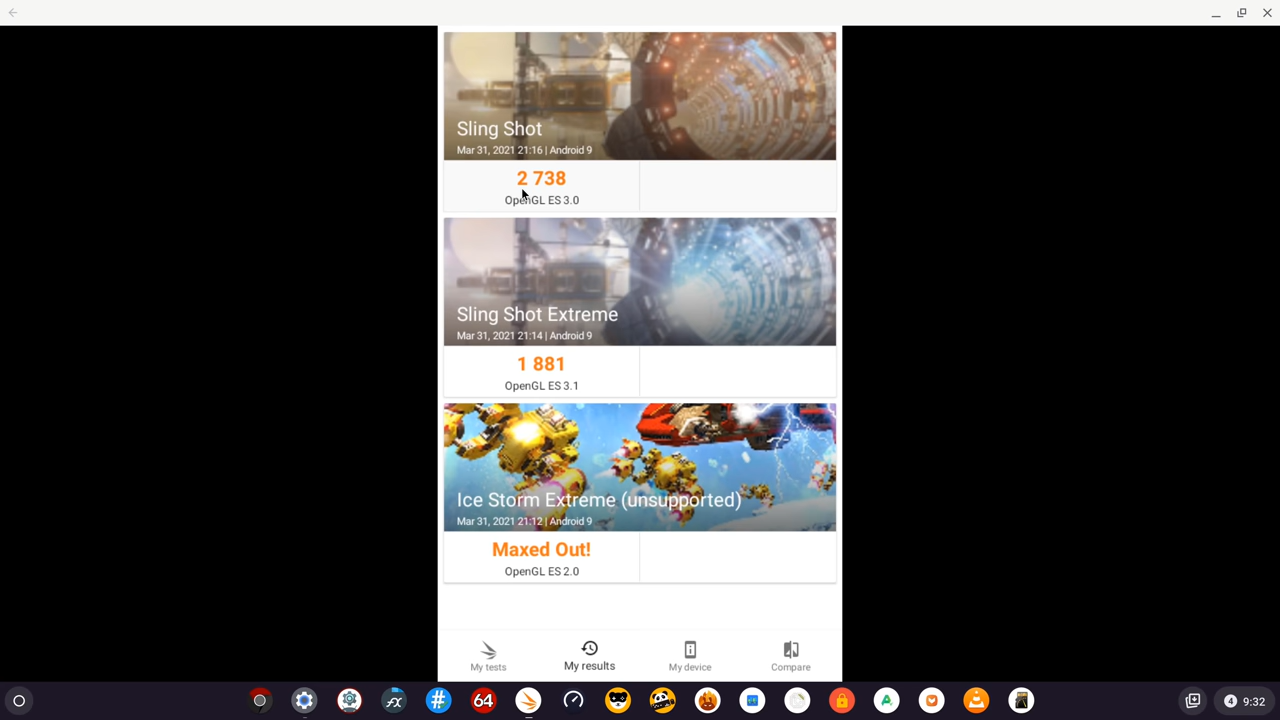 Sling Shot
Mar 31, 2021 21:16 | Android 9
2 738
OpenGL ES 3.0
Sling Shot Extreme
Mar 31, 2021 21:14 | Android 9
1 881
OpenGL ES 3.1
Ice Storm Extreme (unsupported)
Mar 31, 2021 21:12 | Android 9
Maxed Out!
OpenGL ES 2.0
My tests
My results
My device
Compare
fx
#
64
A
4 9:32